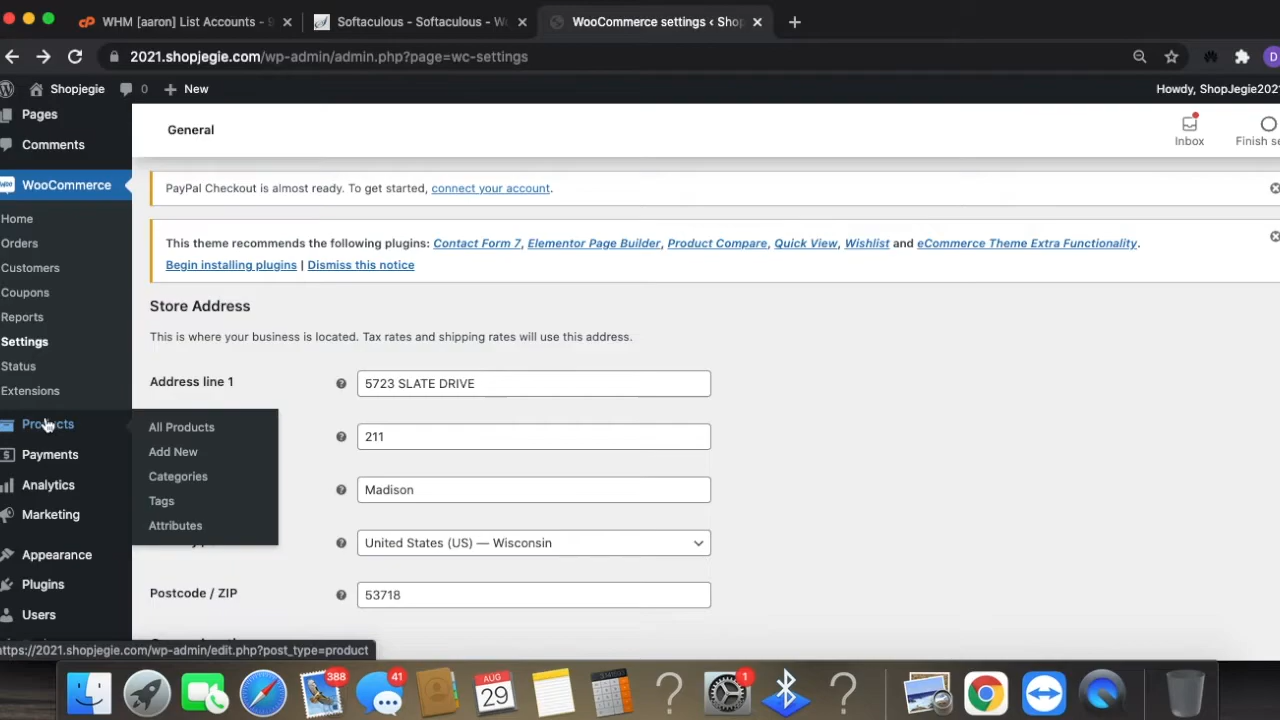 WHM [aaron] List Accounts - 9
Softaculous - Softaculous - W
WooCommerce settings ‹ Shop
2021.shopjegie.com/wp-admin/admin.php?page=wc-settings
Shopjegie
0
New
Howdy, ShopJegie2021
Pages
Comments
WooCommerce
Home
Orders
Customers
Coupons
Reports
Settings
Status
Extensions
Products
Payments
Analytics
Marketing
Appearance
Plugins
Users
All Products
Add New
Categories
Tags
Attributes
General
Inbox
Finish se
PayPal Checkout is almost ready. To get started, connect your account.
This theme recommends the following plugins: Contact Form 7, Elementor Page Builder, Product Compare, Quick View, Wishlist and eCommerce Theme Extra Functionality.
Begin installing plugins | Dismiss this notice
Store Address
This is where your business is located. Tax rates and shipping rates will use this address.
Address line 1
5723 SLATE DRIVE
211
Madison
United States (US) — Wisconsin
Postcode / ZIP
53718
https://2021.shopjegie.com/wp-admin/edit.php?post_type=product
388
41
AUG
29
1